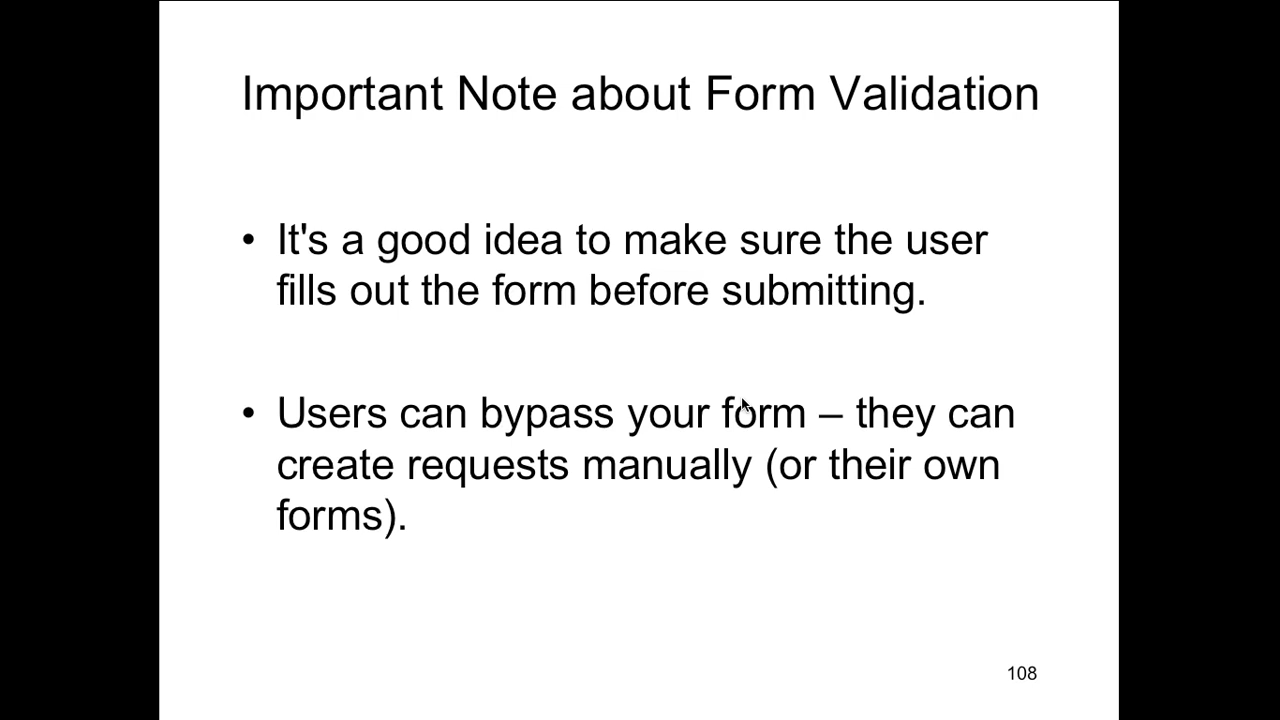 Important Note about Form Validation
• It's a good idea to make sure the user
fills out the form before submitting.
• Users can bypass your form – they can
create requests manually (or their own
forms).
108